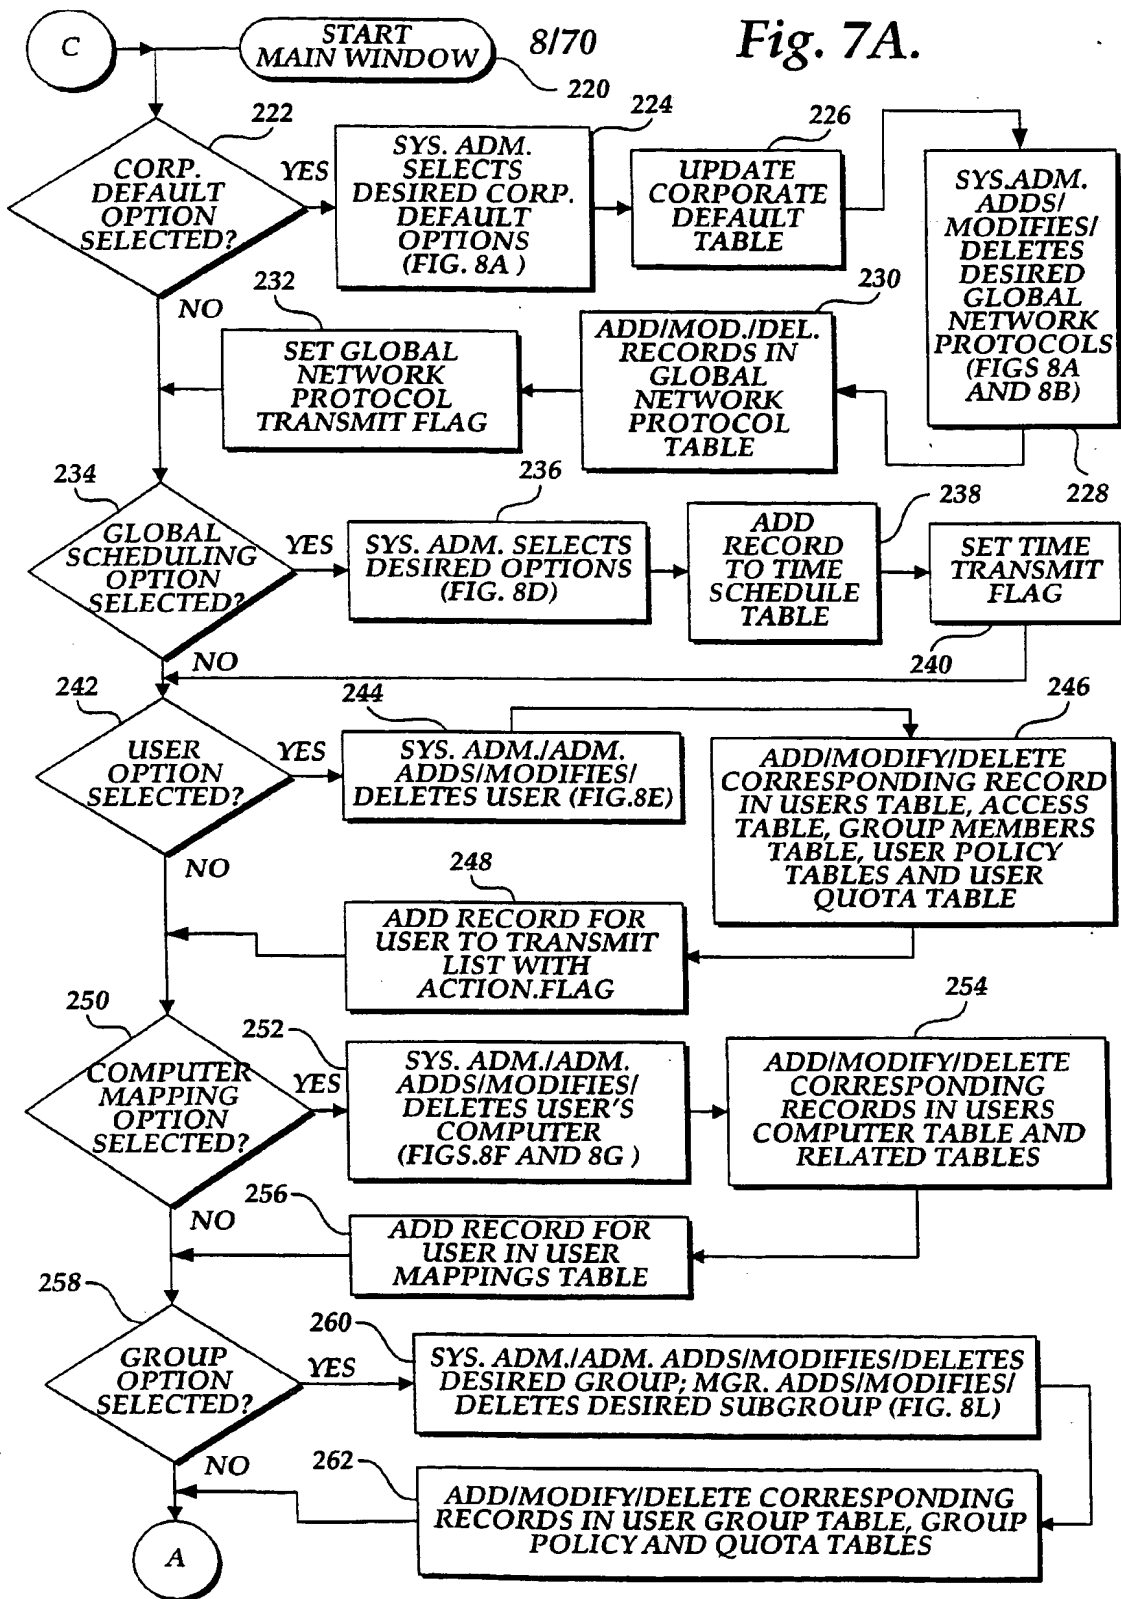 C
START
MAIN WINDOW
8/70
Fig. 7A.
220
222
CORP.
DEFAULT
OPTION
SELECTED?
YES
NO
224
SYS. ADM.
SELECTS
DESIRED CORP.
DEFAULT
OPTIONS
(FIG. 8A )
226
UPDATE
CORPORATE
DEFAULT
TABLE
SYS.ADM.
ADDS/
MODIFIES/
DELETES
DESIRED
GLOBAL
NETWORK
PROTOCOLS
(FIGS 8A
AND 8B)
228
230
ADD/MOD./DEL.
RECORDS IN
GLOBAL
NETWORK
PROTOCOL
TABLE
232
SET GLOBAL
NETWORK
PROTOCOL
TRANSMIT FLAG
234
GLOBAL
SCHEDULING
OPTION
SELECTED?
YES
NO
236
SYS. ADM. SELECTS
DESIRED OPTIONS
(FIG. 8D)
238
ADD
RECORD
TO TIME
SCHEDULE
TABLE
SET TIME
TRANSMIT
FLAG
240
242
USER
OPTION
SELECTED?
YES
NO
244
SYS. ADM./ADM.
ADDS/MODIFIES/
DELETES USER (FIG.8E)
246
ADD/MODIFY/DELETE
CORRESPONDING RECORD
IN USERS TABLE, ACCESS
TABLE, GROUP MEMBERS
TABLE, USER POLICY
TABLES AND USER
QUOTA TABLE
248
ADD RECORD FOR
USER TO TRANSMIT
LIST WITH
ACTION.FLAG
250
COMPUTER
MAPPING
OPTION
SELECTED?
YES
NO
252
SYS. ADM./ADM.
ADDS/MODIFIES/
DELETES USER'S
COMPUTER
(FIGS.8F AND 8G )
254
ADD/MODIFY/DELETE
CORRESPONDING
RECORDS IN USERS
COMPUTER TABLE AND
RELATED TABLES
256
ADD RECORD FOR
USER IN USER
MAPPINGS TABLE
258
GROUP
OPTION
SELECTED?
YES
NO
260
SYS. ADM./ADM. ADDS/MODIFIES/DELETES
DESIRED GROUP; MGR. ADDS/MODIFIES/
DELETES DESIRED SUBGROUP (FIG. 8L)
262
ADD/MODIFY/DELETE CORRESPONDING
RECORDS IN USER GROUP TABLE, GROUP
POLICY AND QUOTA TABLES
A